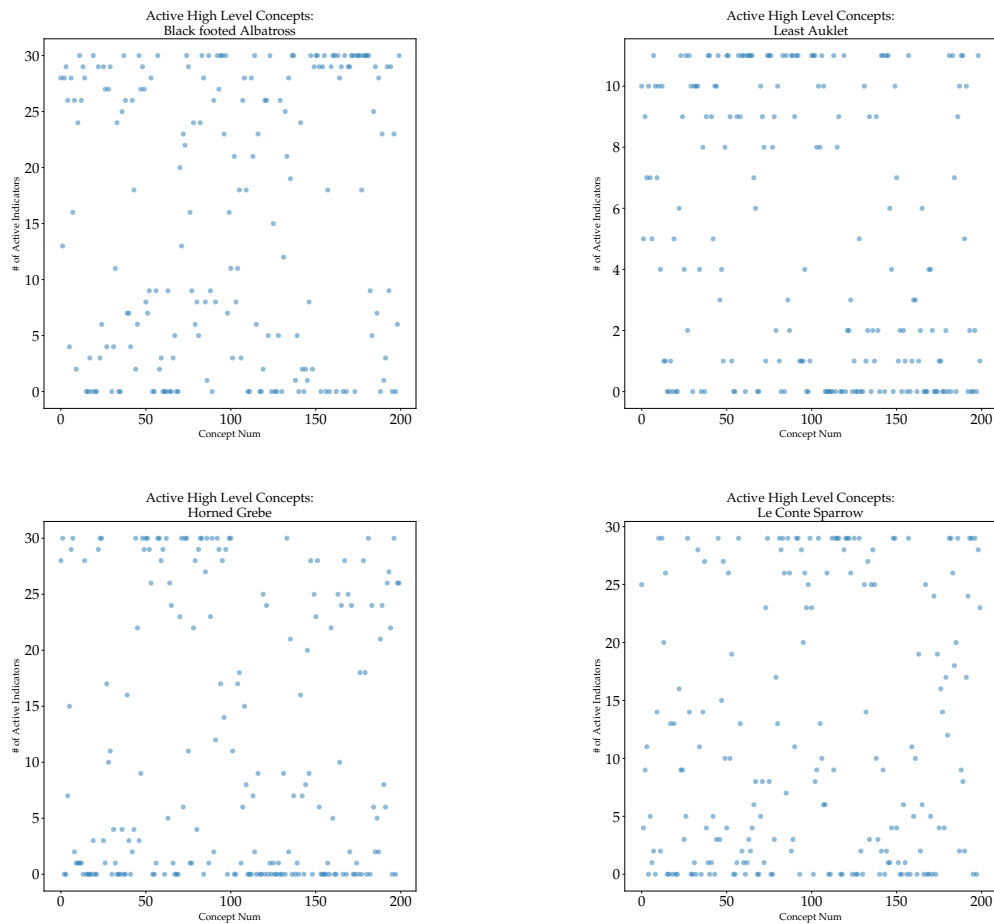 Active High Level Concepts:
Black footed Albatross
# of Active Indicators
30
25
20
15
10
5
0
0
50
100
150
200
Concept Num
Active High Level Concepts:
Least Auklet
# of Active Indicators
10
8
6
4
2
0
0
50
100
150
200
Concept Num
Active High Level Concepts:
Horned Grebe
# of Active Indicators
30
25
20
15
10
5
0
0
50
100
150
200
Concept Num
Active High Level Concepts:
Le Conte Sparrow
# of Active Indicators
30
25
20
15
10
5
0
0
50
100
150
200
Concept Num